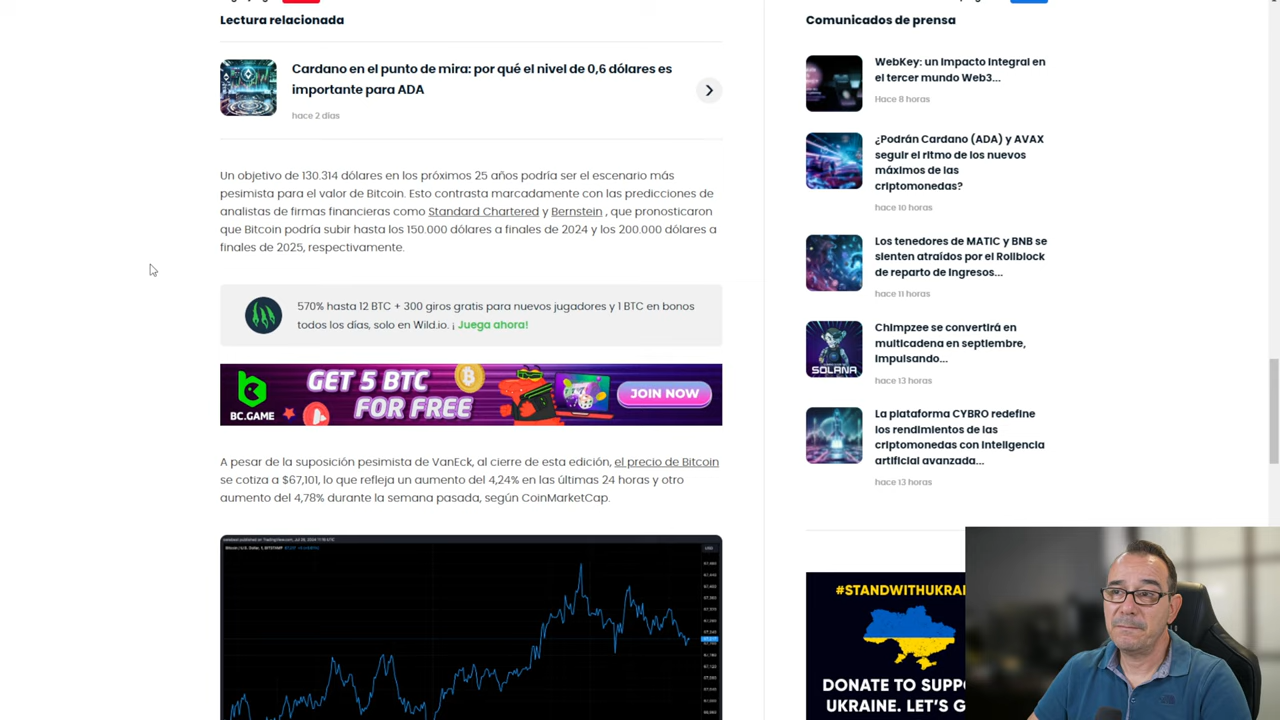 Lectura relacionada
Cardano en el punto de mira: por qué el nivel de 0,6 dólares es
importante para ADA
hace 2 días
Un objetivo de 130.314 dólares en los próximos 25 años podría ser el escenario más
pesimista para el valor de Bitcoin. Esto contrasta marcadamente con las predicciones de
analistas de firmas financieras como Standard Chartered y Bernstein , que pronosticaron
que Bitcoin podría subir hasta los 150.000 dólares a finales de 2024 y los 200.000 dólares a
finales de 2025, respectivamente.
570% hasta 12 BTC + 300 giros gratis para nuevos jugadores y 1 BTC en bonos
todos los días, solo en Wild.io. ¡ Juega ahora!
GET 5 BTC
FOR FREE
BC.GAME
JOIN NOW
A pesar de la suposición pesimista de VanEck, al cierre de esta edición, el precio de Bitcoin
se cotiza a $67,101, lo que refleja un aumento del 4,24% en las últimas 24 horas y otro
aumento del 4,78% durante la semana pasada, según CoinMarketCap.
USD
Comunicados de prensa
WebKey: un Impacto Integral en
el tercer mundo Web3...
Hace 8 horas
¿Podrán Cardano (ADA) y AVAX
seguir el ritmo de los nuevos
máximos de las
criptomonedas?
hace 10 horas
Los tenedores de MATIC y BNB se
sienten atraídos por el Rollblock
de reparto de Ingresos...
hace 11 horas
Chimpzee se convertirá en
multicadena en septiembre,
Impulsando...
hace 13 horas
SOLANA
La plataforma CYBRO redefine
los rendimientos de las
criptomonedas con Inteligencia
artificial avanzada...
hace 13 horas
#STANDWITHUKRAI
DONATE TO SUPP
UKRAINE. LET'S G